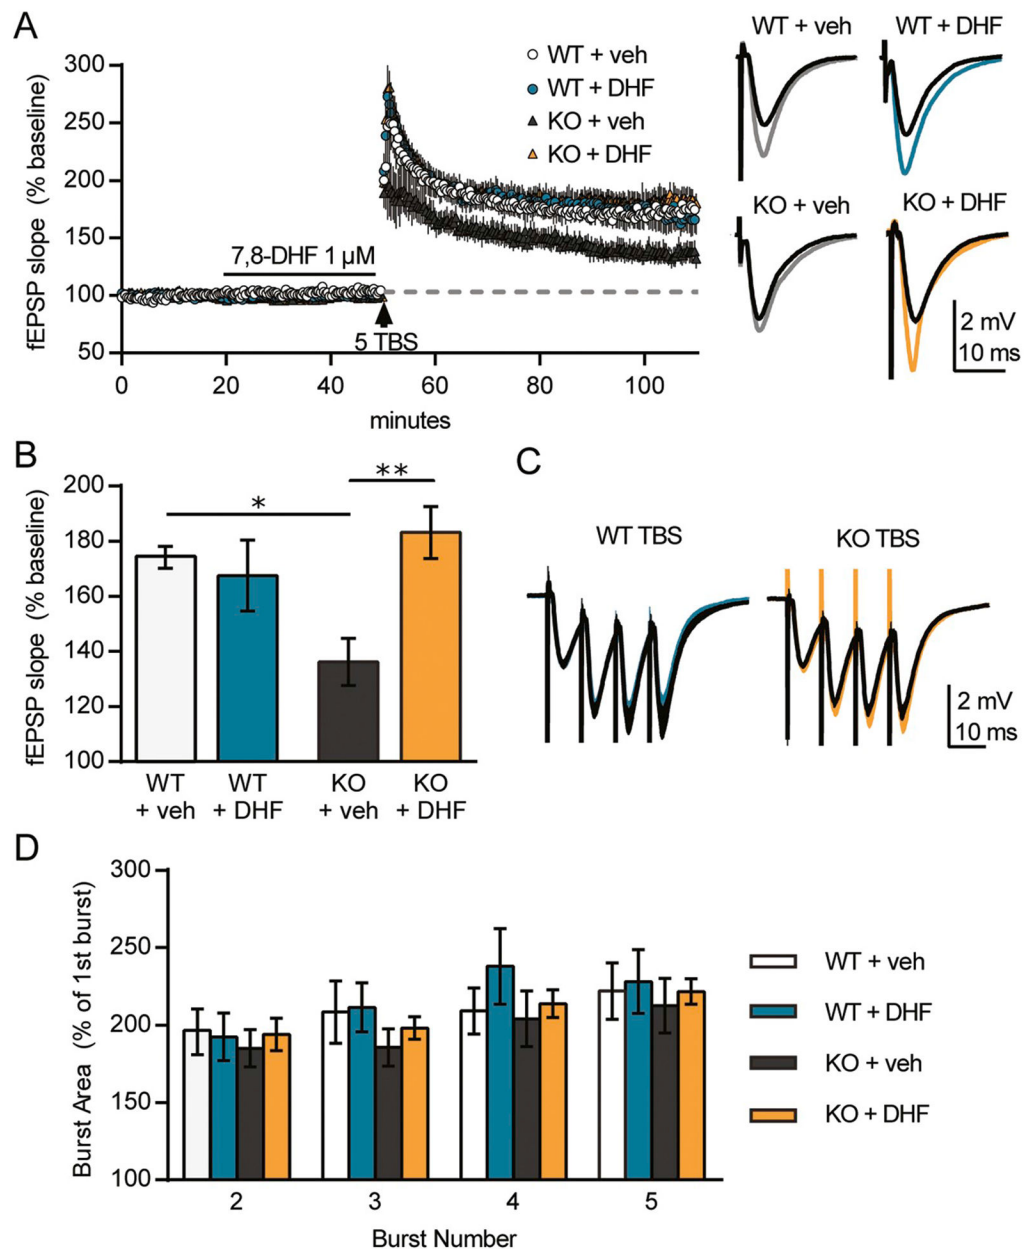 A
fEPSP slope (% baseline)
300
250
200
150
100
50
0
20
40
60
80
100
minutes
7,8-DHF 1 µM
5 TBS
WT + veh
WT + DHF
KO + veh
KO + DHF
WT + veh
WT + DHF
KO + veh
KO + DHF
2 mV
10 ms
B
fEPSP slope (% baseline)
200
180
160
140
120
100
*
**
WT
+ veh
WT
+ DHF
KO
+ veh
KO
+ DHF
C
WT TBS
KO TBS
2 mV
10 ms
D
Burst Area (% of 1st burst)
300
250
200
150
100
2
3
4
5
Burst Number
WT + veh
WT + DHF
KO + veh
KO + DHF